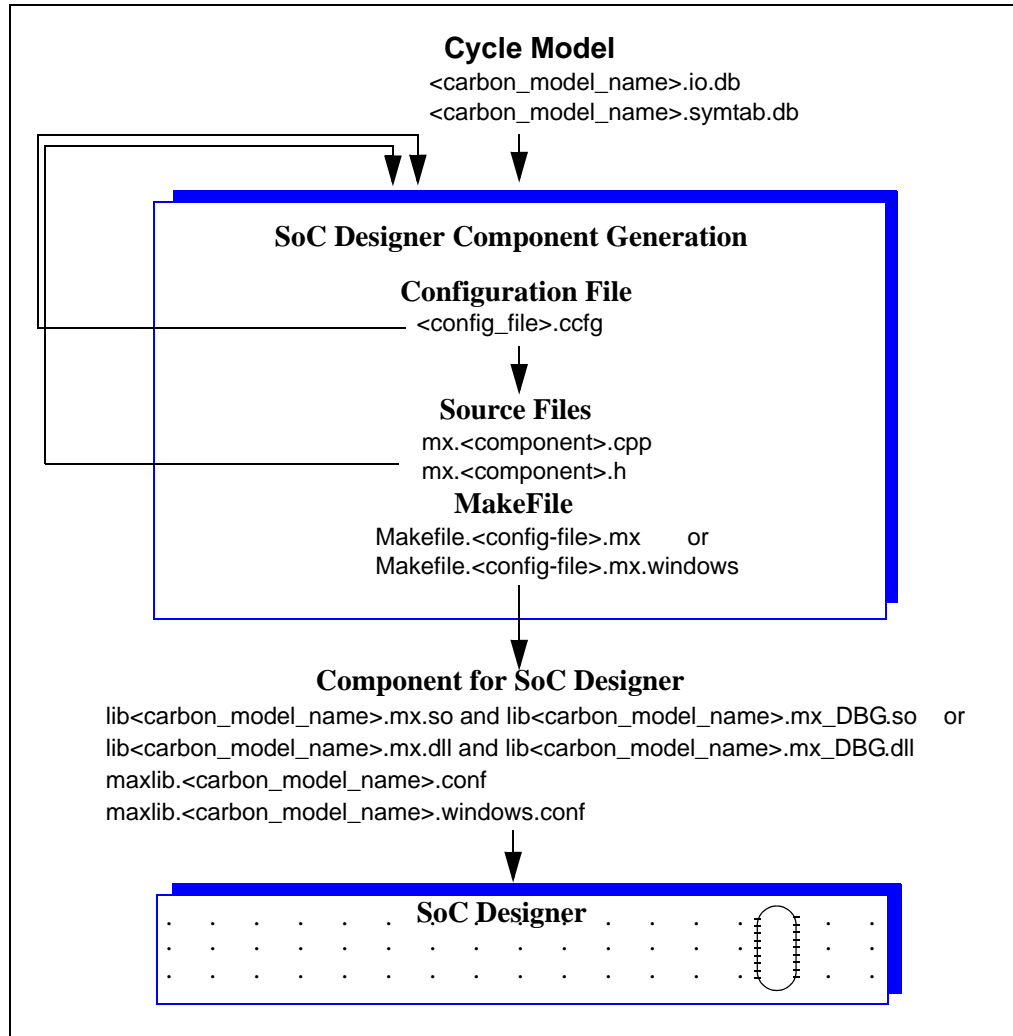 Cycle Model
<carbon_model_name>.io.db
<carbon_model_name>.symtab.db
SoC Designer Component Generation
Configuration File
<config_file>.ccfg
Source Files
mx.<component>.cpp
mx.<component>.h
MakeFile
Makefile.<config-file>.mx or
Makefile.<config-file>.mx.windows
Component for SoC Designer
lib<carbon_model_name>.mx.so and lib<carbon_model_name>.mx_DBG.so or
lib<carbon_model_name>.mx.dll and lib<carbon_model_name>.mx_DBG.dll
maxlib.<carbon_model_name>.conf
maxlib.<carbon_model_name>.windows.conf
SoC Designer